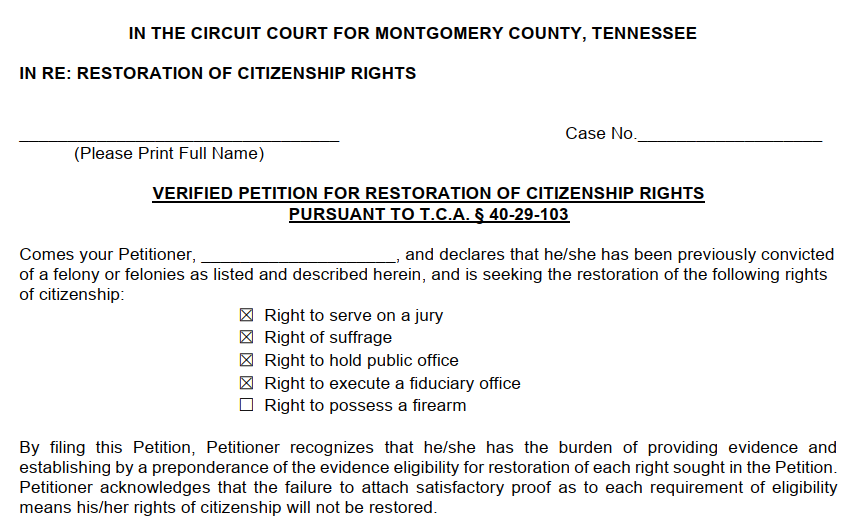 IN THE CIRCUIT COURT FOR MONTGOMERY COUNTY, TENNESSEE
IN RE: RESTORATION OF CITIZENSHIP RIGHTS
__________________________________ Case No.____________________
(Please Print Full Name)
VERIFIED PETITION FOR RESTORATION OF CITIZENSHIP RIGHTS
PURSUANT TO T.C.A. § 40-29-103
Comes your Petitioner, _____________________, and declares that he/she has been previously convicted
of a felony or felonies as listed and described herein, and is seeking the restoration of the following rights
of citizenship:
☒ Right to serve on a jury
☒ Right of suffrage
☒ Right to hold public office
☒ Right to execute a fiduciary office
☐ Right to possess a firearm
By filing this Petition, Petitioner recognizes that he/she has the burden of providing evidence and
establishing by a preponderance of the evidence eligibility for restoration of each right sought in the Petition.
Petitioner acknowledges that the failure to attach satisfactory proof as to each requirement of eligibility
means his/her rights of citizenship will not be restored.